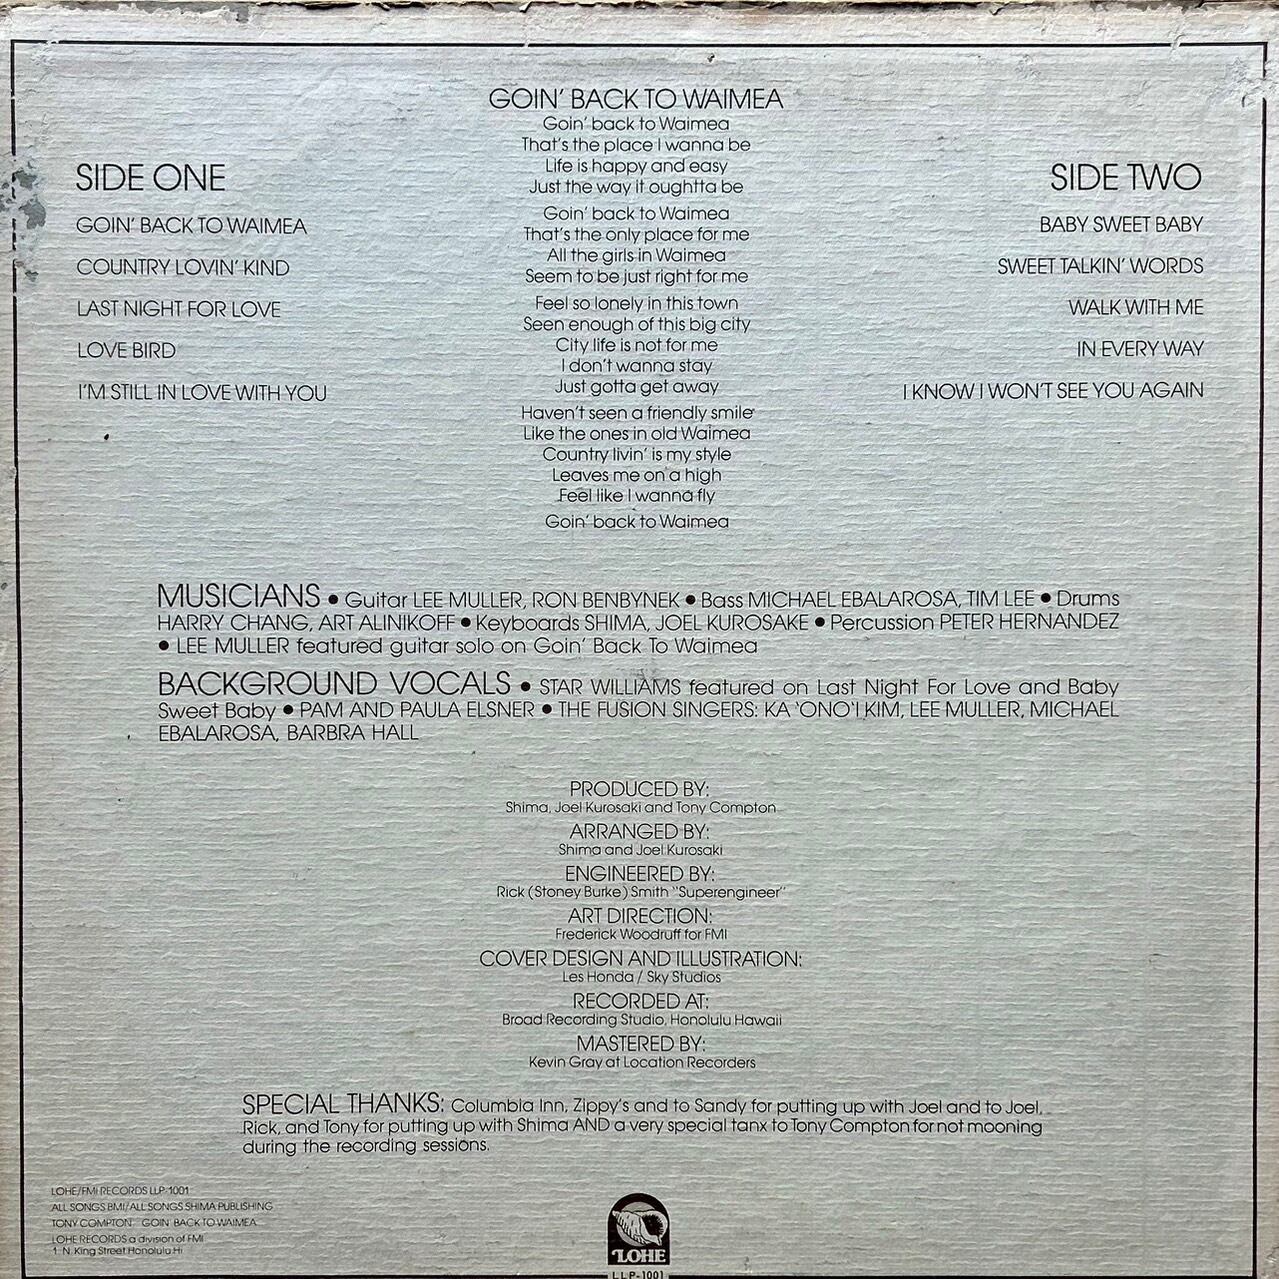 GOIN' BACK TO WAIMEA
Goin' back to Waimea
That's the place I wanna be
Life is happy and easy
Just the way it oughtta be
Goin' back to Waimea
That's the only place for me
All the girls in Waimea
Seem to be just right for me
Feel so lonely in this town
Seen enough of this big city
City life is not for me
I don't wanna stay
Just gotta get away
Haven't seen a friendly smile
Like the ones in old Waimea
Country livin' is my style
Leaves me on a high
Feel like I wanna fly
Goin' back to Waimea
SIDE ONE
GOIN' BACK TO WAIMEA
COUNTRY LOVIN' KIND
LAST NIGHT FOR LOVE
LOVE BIRD
I'M STILL IN LOVE WITH YOU
SIDE TWO
BABY SWEET BABY
SWEET TALKIN' WORDS
WALK WITH ME
IN EVERY WAY
I KNOW I WON'T SEE YOU AGAIN
MUSICIANS • Guitar LEE MULLER, RON BENBYNEK • Bass MICHAEL EBALAROSA, TIM LEE • Drums
HARRY CHANG, ART ALINIKOFF • Keyboards SHIMA, JOEL KUROSAKE • Percussion PETER HERNANDEZ
• LEE MULLER featured guitar solo on Goin' Back To Waimea
BACKGROUND VOCALS • STAR WILLIAMS featured on Last Night For Love and Baby
Sweet Baby • PAM AND PAULA ELSNER • THE FUSION SINGERS: KA 'ONO'I KIM, LEE MULLER, MICHAEL
EBALAROSA, BARBRA HALL
PRODUCED BY:
Shima, Joel Kurosaki and Tony Compton
ARRANGED BY:
Shima and Joel Kurosaki
ENGINEERED BY:
Rick (Stoney Burke) Smith "Superengineer"
ART DIRECTION:
Frederick Woodruff for FMI
COVER DESIGN AND ILLUSTRATION:
Les Honda / Sky Studios
RECORDED AT:
Broad Recording Studio, Honolulu Hawaii
MASTERED BY:
Kevin Gray at Location Recorders
SPECIAL THANKS: Columbia Inn, Zippy's and to Sandy for putting up with Joel and to Joel,
Rick, and Tony for putting up with Shima AND a very special tanx to Tony Compton for not mooning
during the recording sessions.
LOHE/FMI RECORDS LLP-1001
ALL SONGS BMI/ALL SONGS SHIMA PUBLISHING
TONY COMPTON GOIN' BACK TO WAIMEA
LOHE RECORDS a division of FMI
1 N. King Street Honolulu Hi
LOHE
LLP-1001